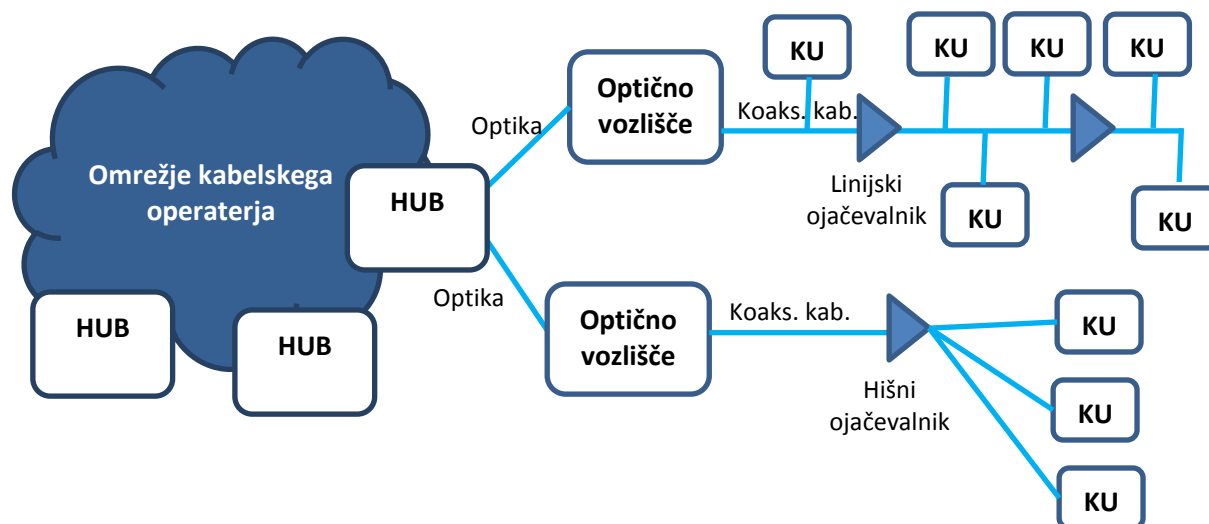 KU
KU
KU
KU
Optično
vozlišče
Koaks. kab.
Optika
Omrežje kabelskega
operaterja
HUB
Linijski
ojačevalnik
KU
KU
Optika
HUB
HUB
Optično
vozlišče
Koaks. kab.
KU
Hišni
ojačevalnik
KU
KU